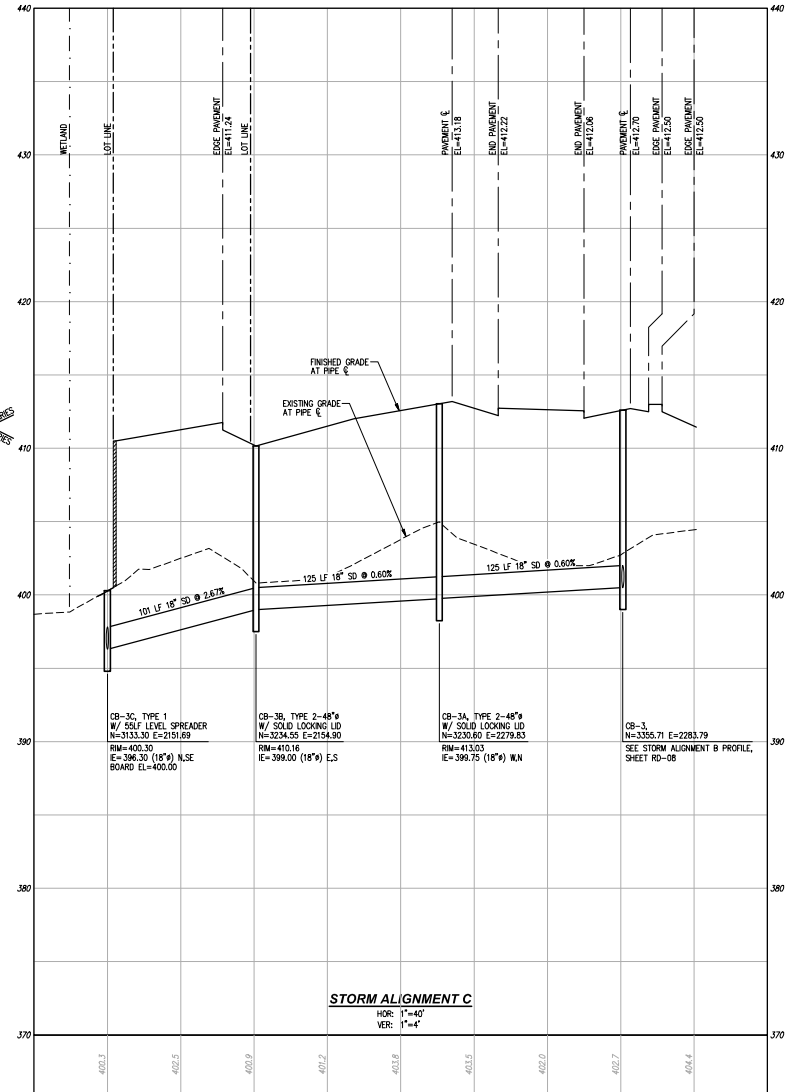 440
440
WETLAND
LOT LINE
EDGE PAVEMENT
EL=411.24
LOT LINE
PAVEMENT ℄
EL=413.18
END PAVEMENT
EL=412.22
END PAVEMENT
EL=412.06
PAVEMENT ℄
EL=412.70
EDGE PAVEMENT
EL=412.50
EDGE PAVEMENT
EL=412.50
430
430
420
420
FINISHED GRADE
AT PIPE ℄
EXISTING GRADE
AT PIPE ℄
410
410
400
400
101 LF 18" SD @ 2.67%
125 LF 18" SD @ 0.60%
125 LF 18" SD @ 0.60%
390
390
CB-3C, TYPE 1
W/ 55LF LEVEL SPREADER
N=3133.30 E=2151.69
RIM=400.30
IE=396.30 (18"ø) N,SE
BOARD EL=400.00
CB-3B, TYPE 2-48"ø
W/ SOLID LOCKING LID
N=3234.55 E=2154.90
RIM=410.16
IE=399.00 (18"ø) E,S
CB-3A, TYPE 2-48"ø
W/ SOLID LOCKING LID
N=3230.60 E=2279.83
RIM=413.03
IE=399.75 (18"ø) W,N
CB-3,
N=3355.71 E=2283.79
SEE STORM ALIGNMENT B PROFILE,
SHEET RD-08
380
380
STORM ALIGNMENT C
HOR: 1"=40'
VER: 1"=4'
370
370
400.3
402.5
400.9
401.2
403.8
403.5
402.0
402.7
404.4